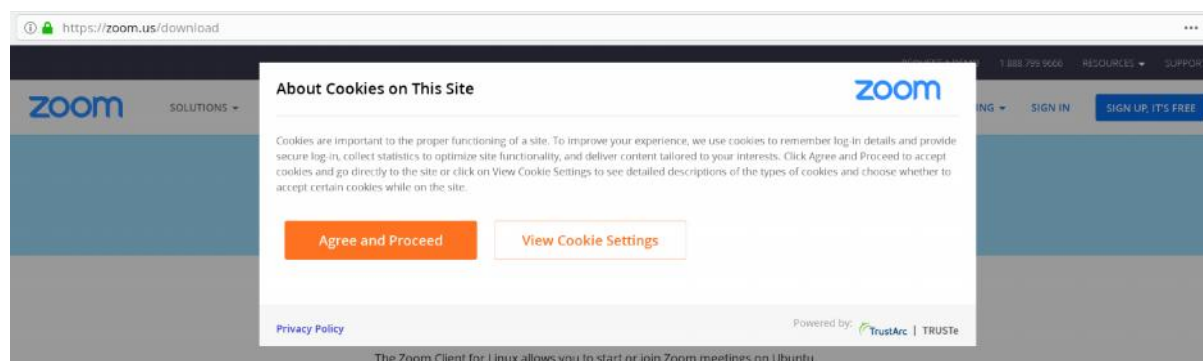 https://zoom.us/download
1.888.799.9666 RESOURCES SUPPOR
zoom
SOLUTIONS
NG
SIGN IN
SIGN UP, IT'S FREE
About Cookies on This Site
zoom
Cookies are important to the proper functioning of a site. To improve your experience, we use cookies to remember log-in details and provide
secure log-in, collect statistics to optimize site functionality, and deliver content tailored to your interests. Click Agree and Proceed to accept
cookies and go directly to the site or click on View Cookie Settings to see detailed descriptions of the types of cookies and choose whether to
accept certain cookies while on the site.
Agree and Proceed
View Cookie Settings
Privacy Policy
Powered by: TrustArc | TRUSTe
The Zoom Client for Linux allows you to start or join Zoom meetings on Ubuntu